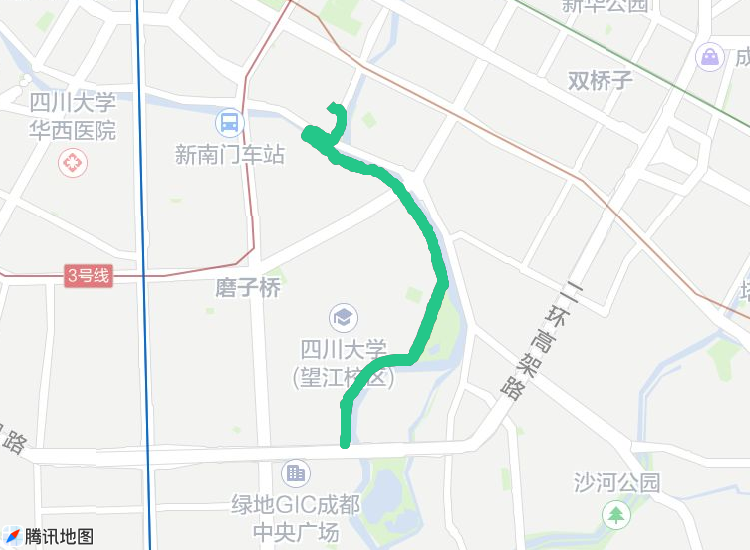 新华公园
成
双桥子
四川大学
华西医院
新南门车站
3号线
磨子桥
二环高架路
四川大学
(望江校区)
路
绿地GIC成都
中央广场
沙河公园
腾讯地图